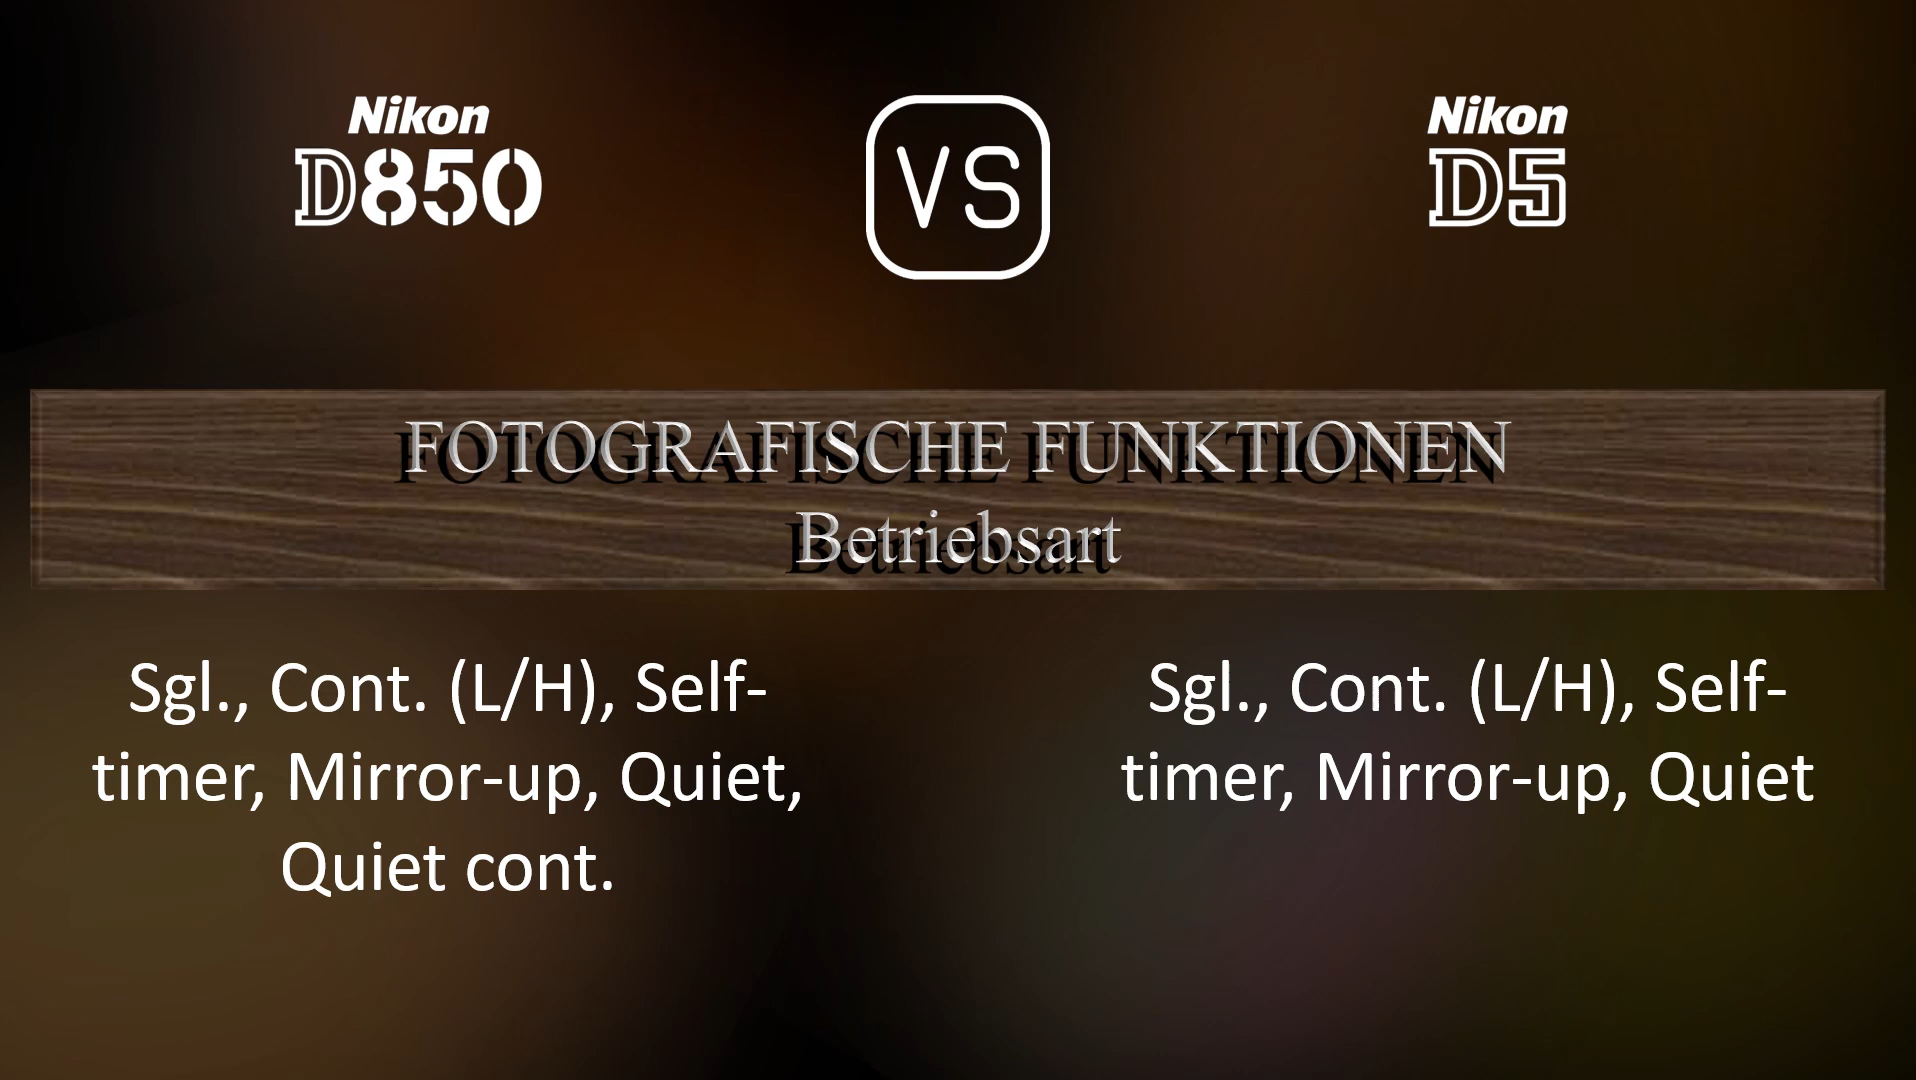 Nikon
D850
VS
Nikon
D5
FOTOGRAFISCHE FUNKTIONEN
Betriebsart
Sgl., Cont. (L/H), Self-
timer, Mirror-up, Quiet,
Quiet cont.
Sgl., Cont. (L/H), Self-
timer, Mirror-up, Quiet